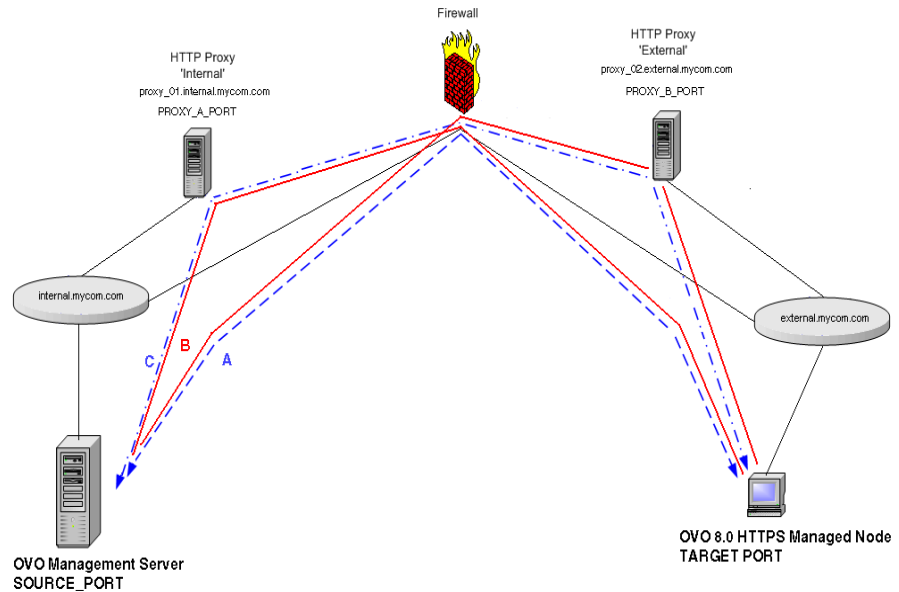 Firewall
HTTP Proxy
'Internal'
proxy_01.internal.mycom.com
PROXY_A_PORT
HTTP Proxy
'External'
proxy_02.external.mycom.com
PROXY_B_PORT
internal.mycom.com
external.mycom.com
C
B
A
OVO Management Server
SOURCE_PORT
OVO 8.0 HTTPS Managed Node
TARGET PORT